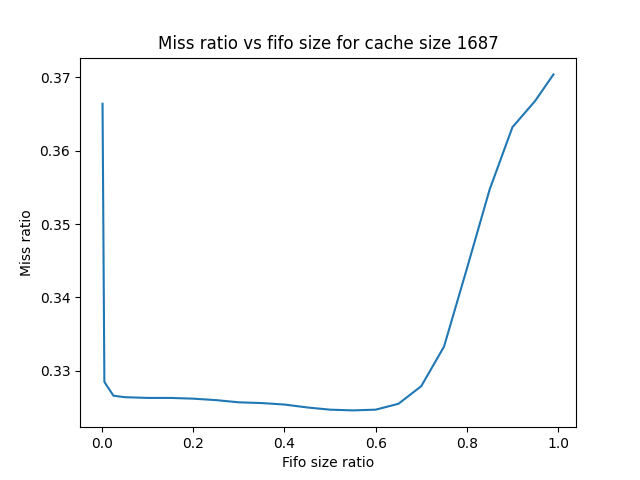 Miss ratio vs fifo size for cache size 1687
0.37
0.36
0.35
0.34
0.33
Miss ratio
0.0 0.2 0.4 0.6 0.8 1.0
Fifo size ratio